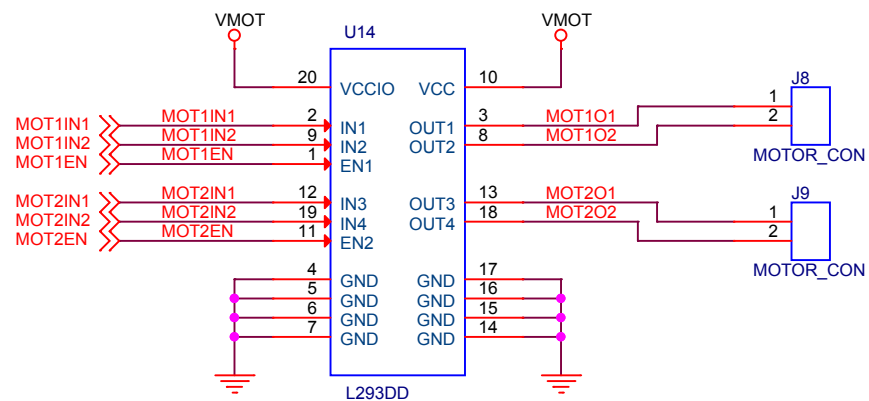 VMOT
VMOT
U14
20 VCCIO VCC 10
J8
MOT1IN1 MOT1IN1 2 IN1 OUT1 3 MOT1O1 1
MOT1IN2 MOT1IN2 9 IN2 OUT2 8 MOT1O2 2
MOT1EN MOT1EN 1 EN1
MOTOR_CON
MOT2IN1 MOT2IN1 12 IN3 OUT3 13 MOT2O1
J9
MOT2IN2 MOT2IN2 19 IN4 OUT4 18 MOT2O2 1
MOT2EN MOT2EN 11 EN2 2
MOTOR_CON
4 GND GND 17
5 GND GND 16
6 GND GND 15
7 GND GND 14
L293DD